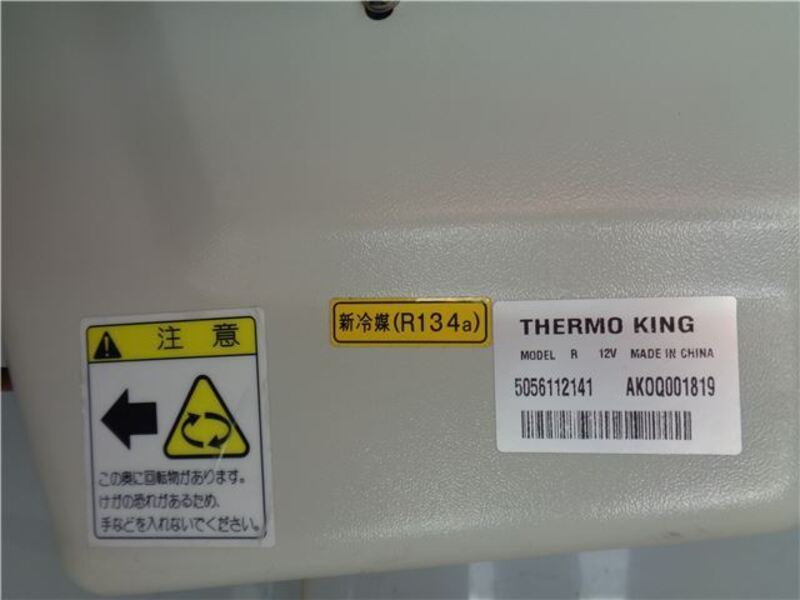 注意
この奥に回転物があります。
けがの恐れがあるため、
手などを入れないでください。
新冷媒(R134a)
THERMO KING
MODEL R 12V MADE IN CHINA
5056112141 AKOQ001819